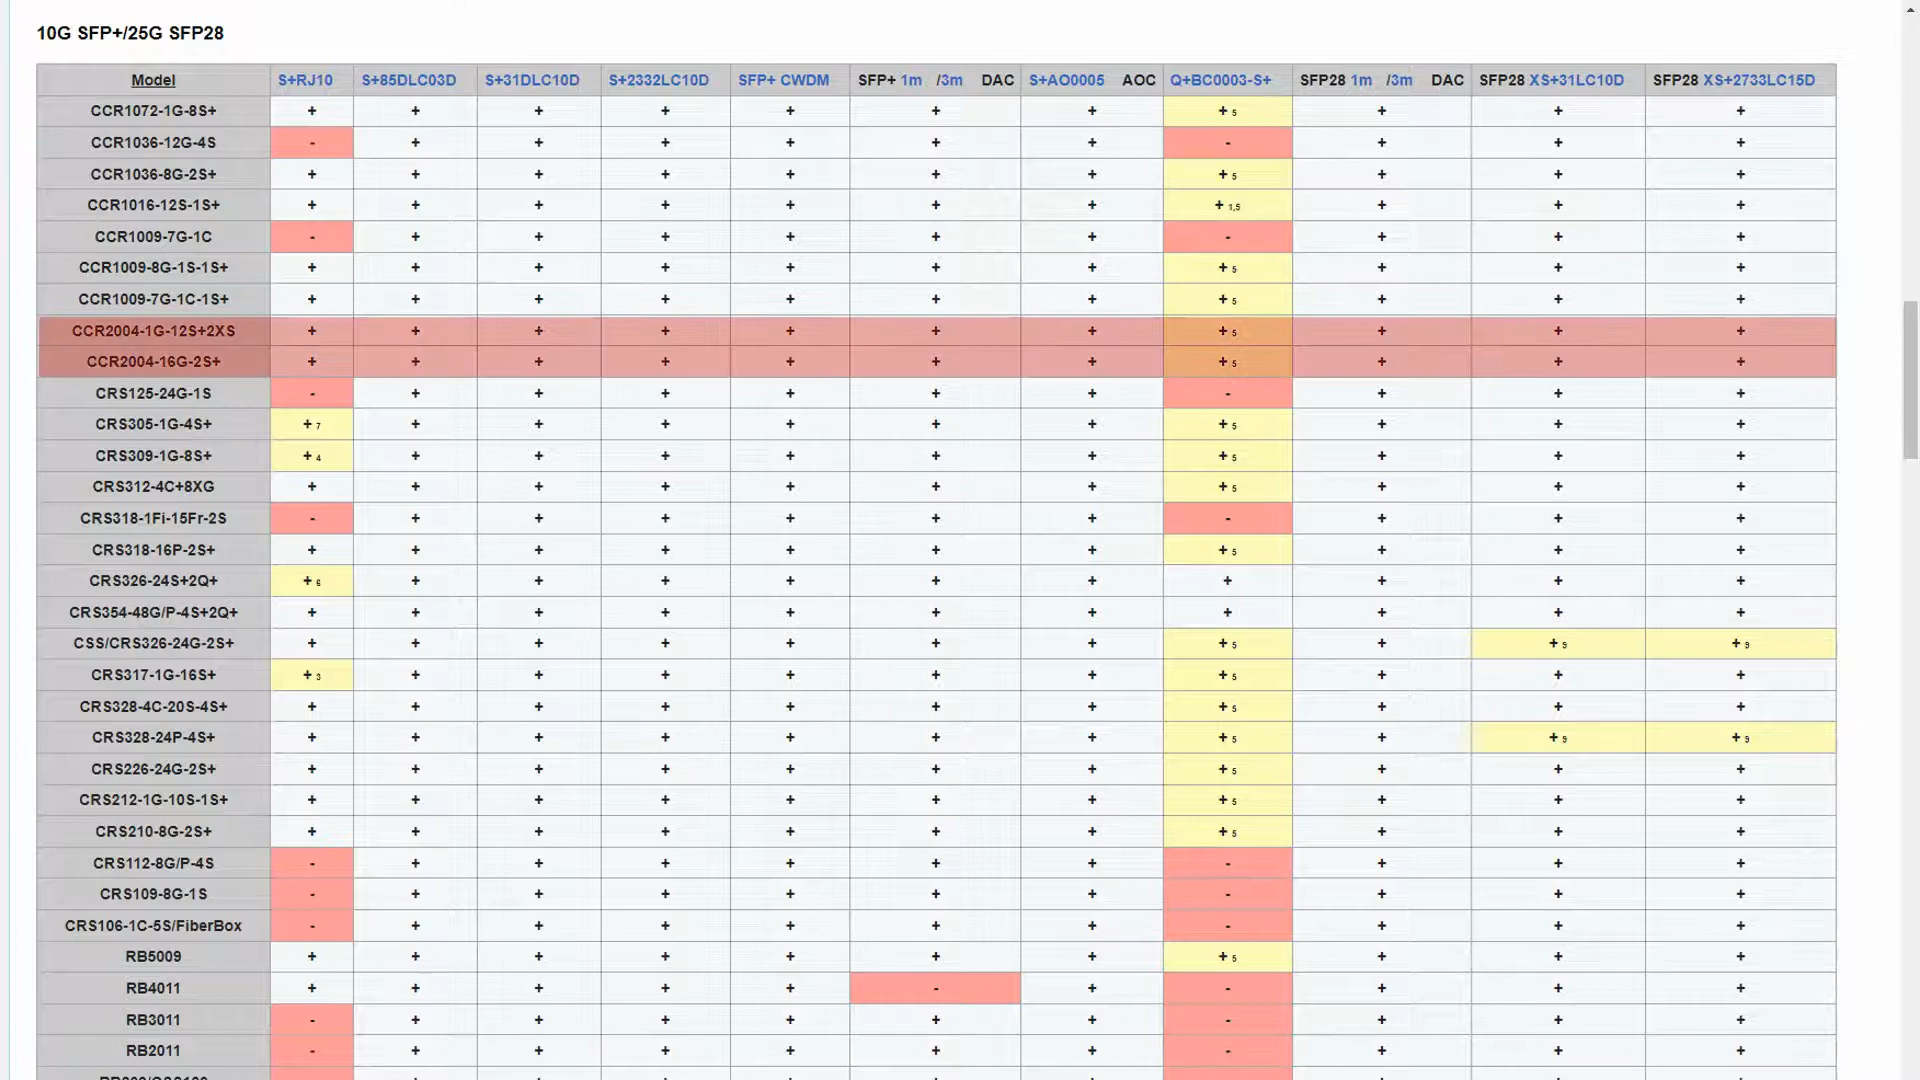 10G SFP+/25G SFP28
Model S+RJ10 S+85DLC03D S+31DLC10D S+2332LC10D SFP+ CWDM SFP+ 1m /3m DAC S+AO0005 AOC Q+BC0003-S+ SFP28 1m /3m DAC SFP28 XS+31LC10D SFP28 XS+2733LC15D
CCR1072-1G-8S+ + + + + + + + + 5 + + +
CCR1036-12G-4S - + + + + + + - + + +
CCR1036-8G-2S+ + + + + + + + + 5 + + +
CCR1016-12S-1S+ + + + + + + + + 1,5 + + +
CCR1009-7G-1C - + + + + + + - + + +
CCR1009-8G-1S-1S+ + + + + + + + + 5 + + +
CCR1009-7G-1C-1S+ + + + + + + + + 5 + + +
CCR2004-1G-12S+2XS + + + + + + + + 5 + + +
CCR2004-16G-2S+ + + + + + + + + 5 + + +
CRS125-24G-1S - + + + + + + - + + +
CRS305-1G-4S+ + 7 + + + + + + + 5 + + +
CRS309-1G-8S+ + 4 + + + + + + + 5 + + +
CRS312-4C+8XG + + + + + + + + 5 + + +
CRS318-1Fi-15Fr-2S - + + + + + + - + + +
CRS318-16P-2S+ + + + + + + + + 5 + + +
CRS326-24S+2Q+ + 6 + + + + + + + + + +
CRS354-48G/P-4S+2Q+ + + + + + + + + + + +
CSS/CRS326-24G-2S+ + + + + + + + + 5 + + 9 + 9
CRS317-1G-16S+ + 3 + + + + + + + 5 + + +
CRS328-4C-20S-4S+ + + + + + + + + 5 + + +
CRS328-24P-4S+ + + + + + + + + 5 + + 9 + 9
CRS226-24G-2S+ + + + + + + + + 5 + + +
CRS212-1G-10S-1S+ + + + + + + + + 5 + + +
CRS210-8G-2S+ + + + + + + + + 5 + + +
CRS112-8G/P-4S - + + + + + + - + + +
CRS109-8G-1S - + + + + + + - + + +
CRS106-1C-5S/FiberBox - + + + + + + - + + +
RB5009 + + + + + + + + 5 + + +
RB4011 + + + + + - + - + + +
RB3011 - + + + + + + - + + +
RB2011 - + + + + + + - + + +